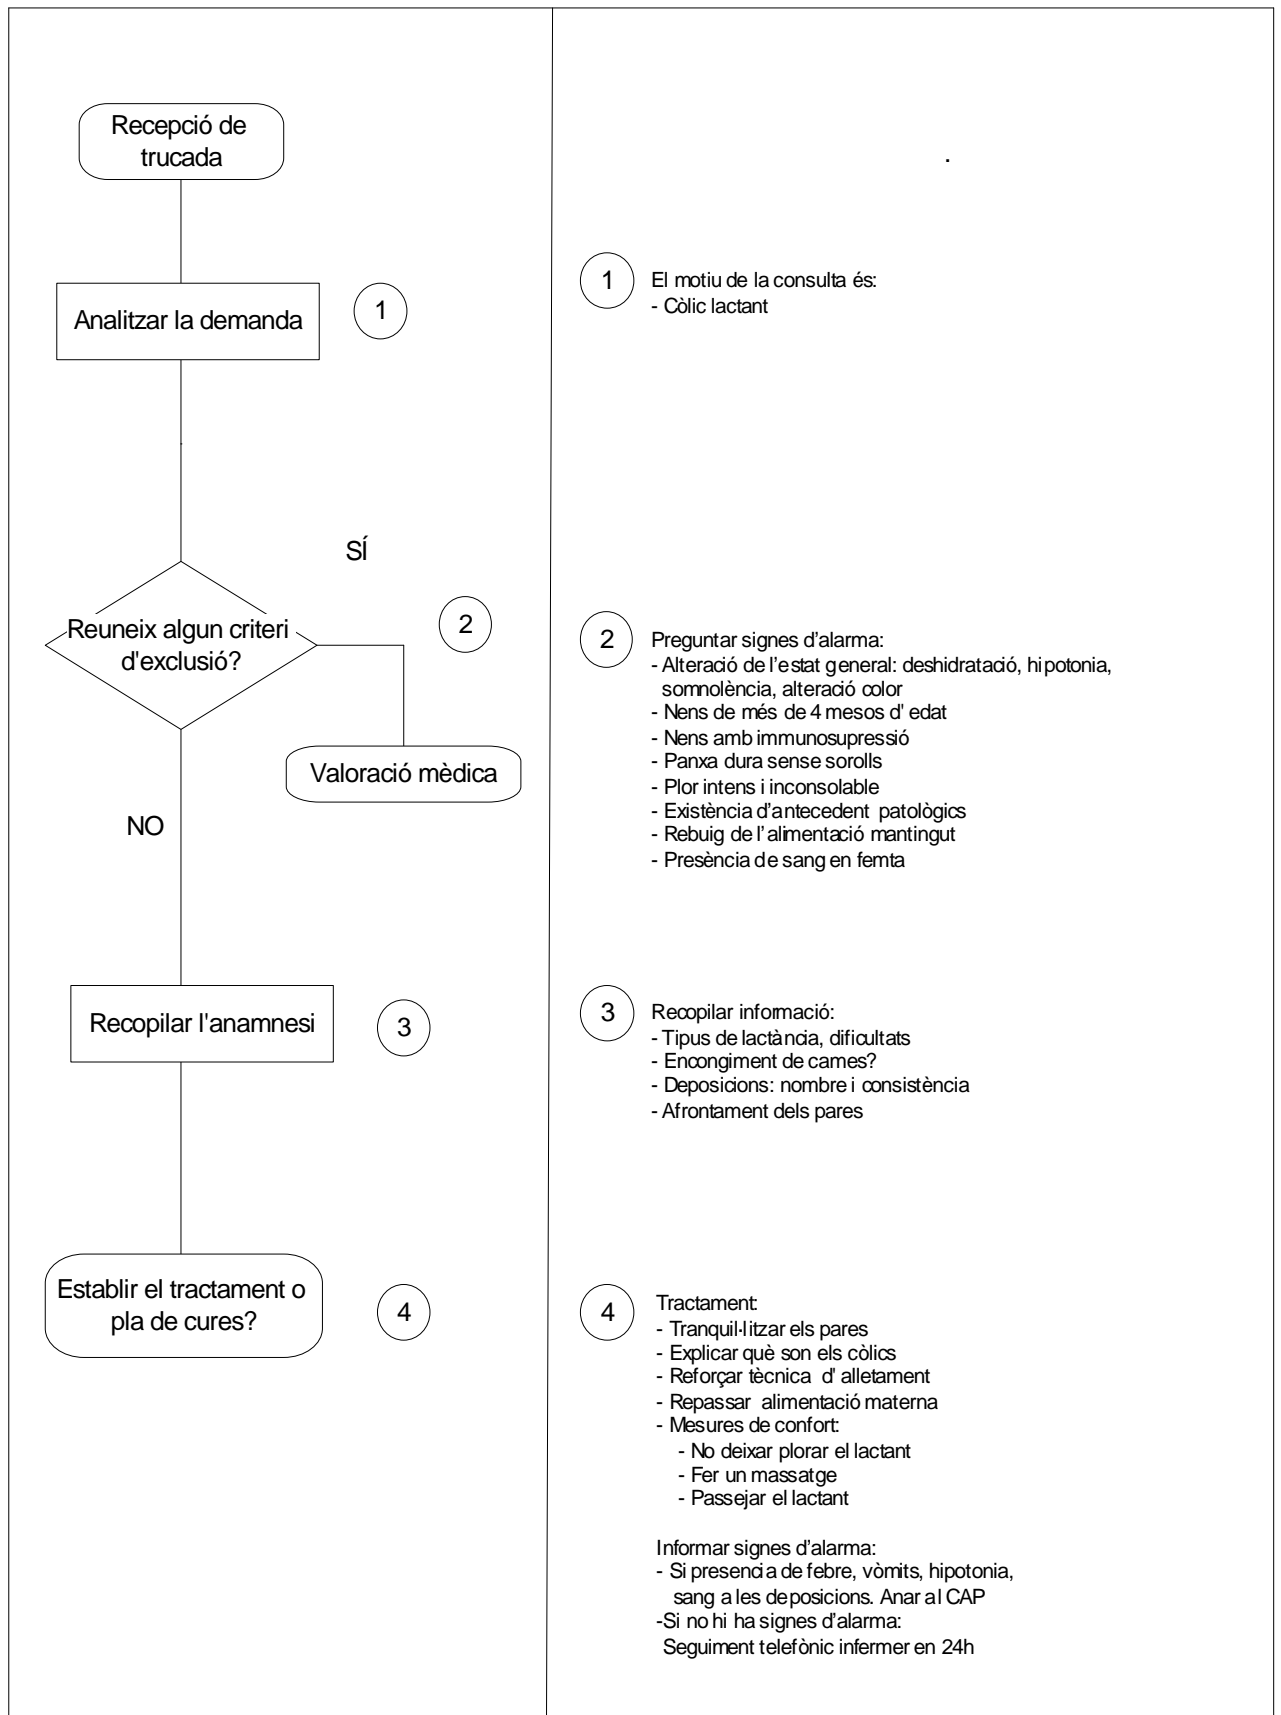 Recepció de
trucada
Analitzar la demanda
1
SÍ
Reuneix algun criteri
d'exclusió?
2
Valoració mèdica
NO
Recopilar l'anamnesi
3
Establir el tractament o
pla de cures?
4
.
1
El motiu de la consulta és:
- Còlic lactant
2
Preguntar signes d’alarma:
- Alteració de l’estat general: deshidratació, hipotonia,
somnolència, alteració color
- Nens de més de 4 mesos d' edat
- Nens amb immunosupressió
- Panxa dura sense sorolls
- Plor intens i inconsolable
- Existència d’antecedent patològics
- Rebuig de l’alimentació mantingut
- Presència de sang en femta
3
Recopilar informació:
- Tipus de lactància, dificultats
- Encongiment de cames?
- Deposicions: nombre i consistència
- Afrontament dels pares
4
Tractament:
- Tranquil·litzar els pares
- Explicar què son els còlics
- Reforçar tècnica d' alletament
- Repassar alimentació materna
- Mesures de confort:
- No deixar plorar el lactant
- Fer un massatge
- Passejar el lactant
Informar signes d’alarma:
- Si presencia de febre, vòmits, hipotonia,
sang a les deposicions. Anar al CAP
-Si no hi ha signes d’alarma:
Seguiment telefònic infermer en 24h